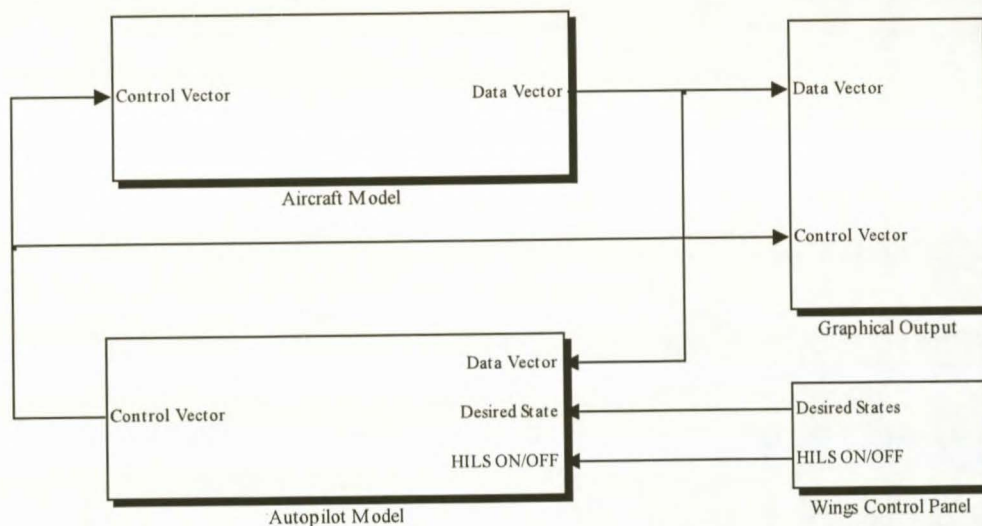 Control Vector
Data Vector
Aircraft Model
Data Vector
Control Vector
Graphical Output
Control Vector
Data Vector
Desired State
HILS ON/OFF
Autopilot Model
Desired States
HILS ON/OFF
Wings Control Panel